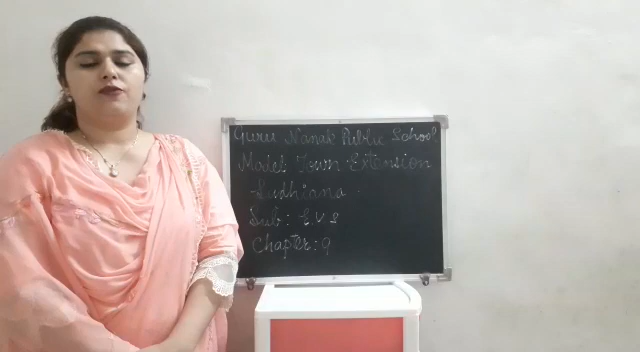 Guru Nanak Public School
Model Town Extension
Ludhiana
Sub: E.V.S
Chapter: 9